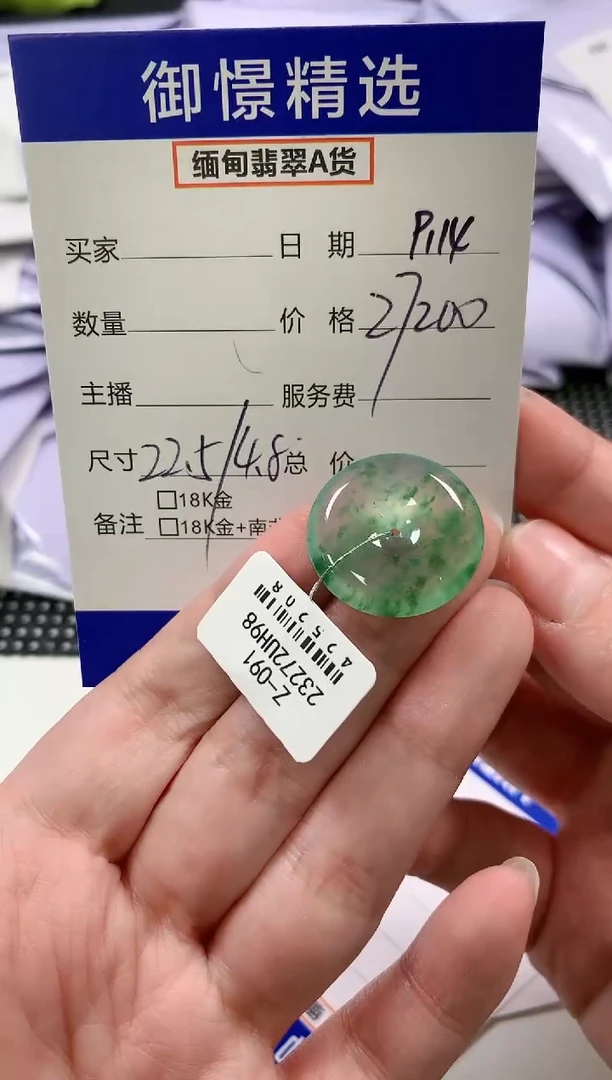 御憬精选
缅甸翡翠A货
买家 日期 P114
数量 价格 27200
主播 服务费
尺寸 22.5/4.8 总价
□18K金
备注 □18K金+南
Z-091
23272UH98